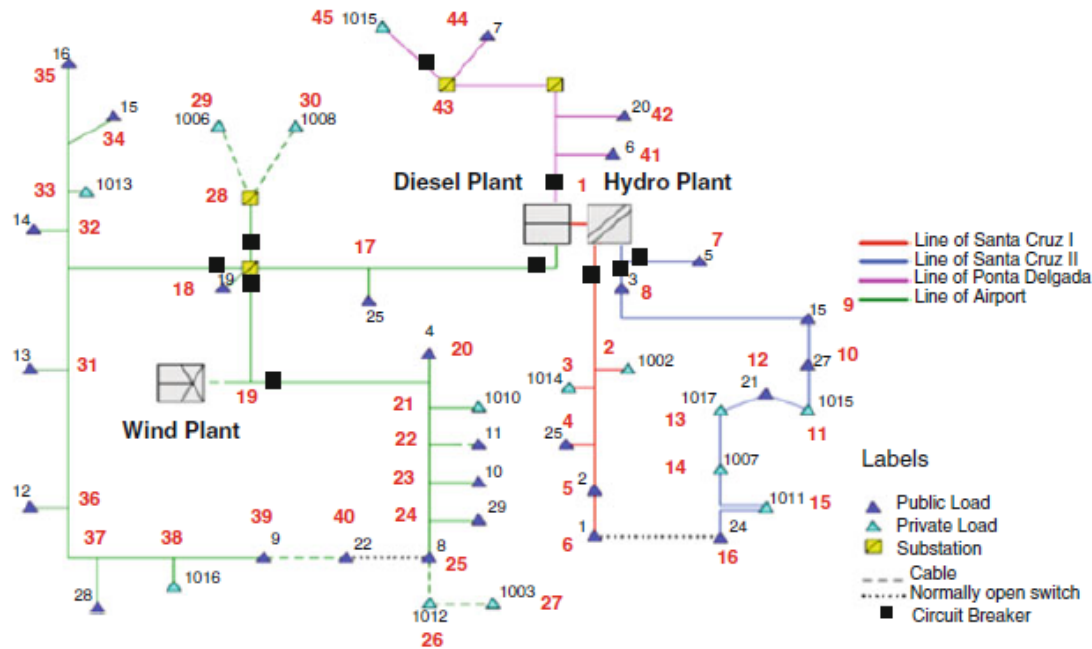 45 1015 44 7
16
35
15
34
29 30
1006 1008
43
20 42
6 41
33 1013
28
Diesel Plant 1 Hydro Plant
14 32
17
7
5
19
18
3
8
25
Line of Santa Cruz I
Line of Santa Cruz II
Line of Ponta Delgada
Line of Airport
9
15
4
20
2
13 31
3 1002
12 27 10
1014
21
19
21 1010
1017 1015
Wind Plant
4
13 11
22 11
25
23 10
14 1007
Labels
12 36
5 2
1011 15
Public Load
24 29
Private Load
37 38 39 40
1 24
Substation
9 22 8
6 16
25
Cable
1016
28
1003 27
Normally open switch
1012
Circuit Breaker
26